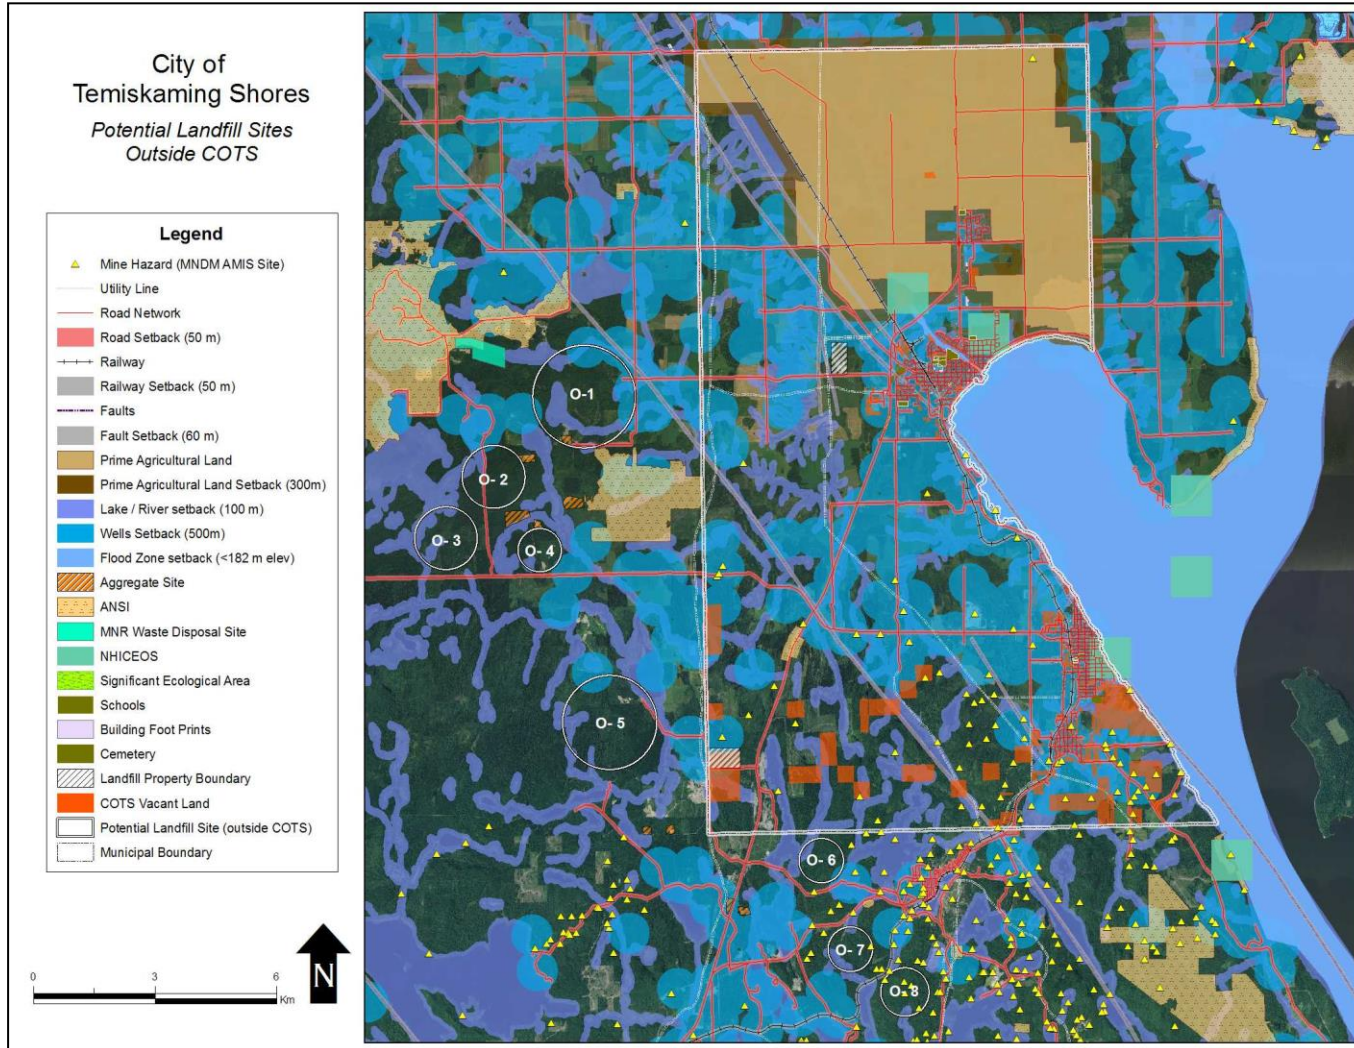 City of
Temiskaming Shores
Potential Landfill Sites
Outside COTS
Legend
Mine Hazard (MNDM AMIS Site)
Utility Line
Road Network
Road Setback (50 m)
Railway
Railway Setback (50 m)
Faults
Fault Setback (60 m)
Prime Agricultural Land
Prime Agricultural Land Setback (300m)
Lake / River setback (100 m)
Wells Setback (500m)
Flood Zone setback (<182 m elev)
Aggregate Site
ANSI
MNR Waste Disposal Site
NHICEOS
Significant Ecological Area
Schools
Building Foot Prints
Cemetery
Landfill Property Boundary
COTS Vacant Land
Potential Landfill Site (outside COTS)
Municipal Boundary
0 3 6
Km
N
O-1
O- 2
O- 3
O- 4
O- 5
O- 6
O- 7
O- 8